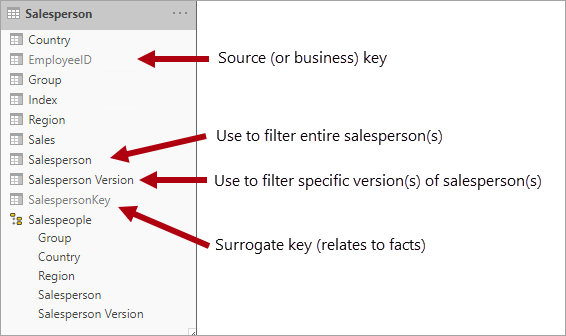 Salesperson ...
Country
EmployeeID
Source (or business) key
Group
Index
Region
Sales
Use to filter entire salesperson(s)
Salesperson
Salesperson Version
Use to filter specific version(s) of salesperson(s)
SalespersonKey
Salespeople
Surrogate key (relates to facts)
Group
Country
Region
Salesperson
Salesperson Version